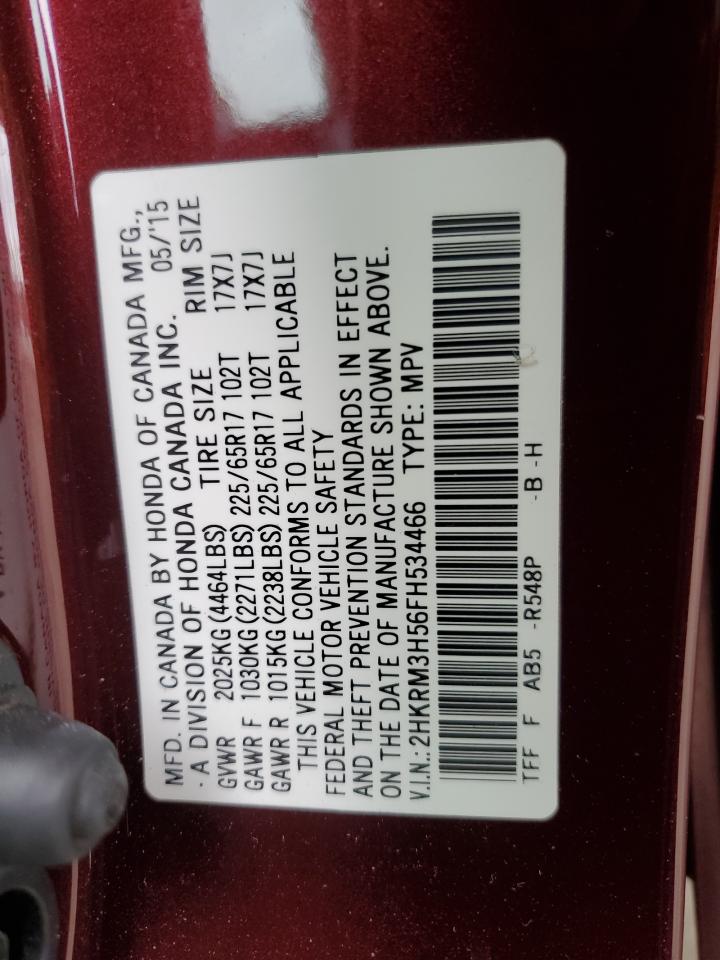 MFD. IN CANADA BY HONDA OF CANADA MFG.,
· A DIVISION OF HONDA CANADA INC. 05/'15
GVWR 2025KG(4464LBS) TIRE SIZE RIM SIZE
GAWR F 1030KG(2271LBS) 225/65R17 102T 17X7J
GAWR R 1015KG(2238LBS) 225/65R17 102T 17X7J
THIS VEHICLE CONFORMS TO ALL APPLICABLE
FEDERAL MOTOR VEHICLE SAFETY
AND THEFT PREVENTION STANDARDS IN EFFECT
ON THE DATE OF MANUFACTURE SHOWN ABOVE.
V.I.N.:2HKRM3H56FH534466 TYPE: MPV
TFF F AB5 -R548P -B -H